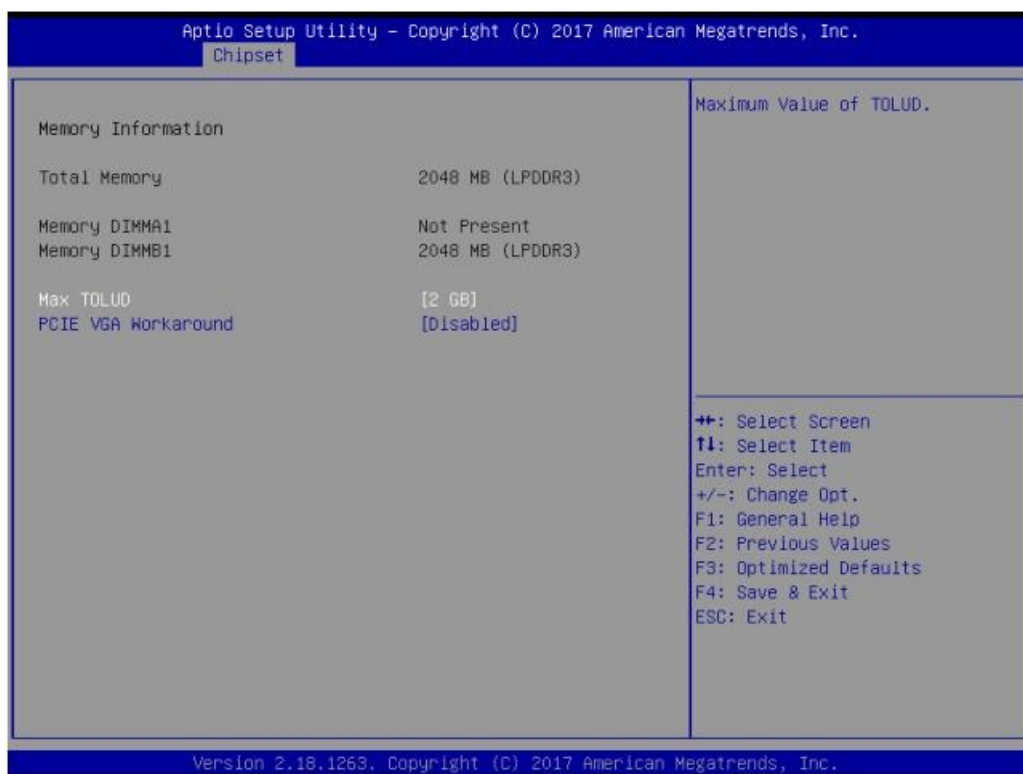 Aptio Setup Utility – Copyright (C) 2017 American Megatrends, Inc.
Chipset
Memory Information
Total Memory 2048 MB (LPDDR3)
Memory DIMMA1 Not Present
Memory DIMMB1 2048 MB (LPDDR3)
Max TOLUD [2 GB]
PCIE VGA Workaround [Disabled]
Maximum Value of TOLUD.
→←: Select Screen
↑↓: Select Item
Enter: Select
+/-: Change Opt.
F1: General Help
F2: Previous Values
F3: Optimized Defaults
F4: Save & Exit
ESC: Exit
Version 2.18.1263. Copyright (C) 2017 American Megatrends, Inc.